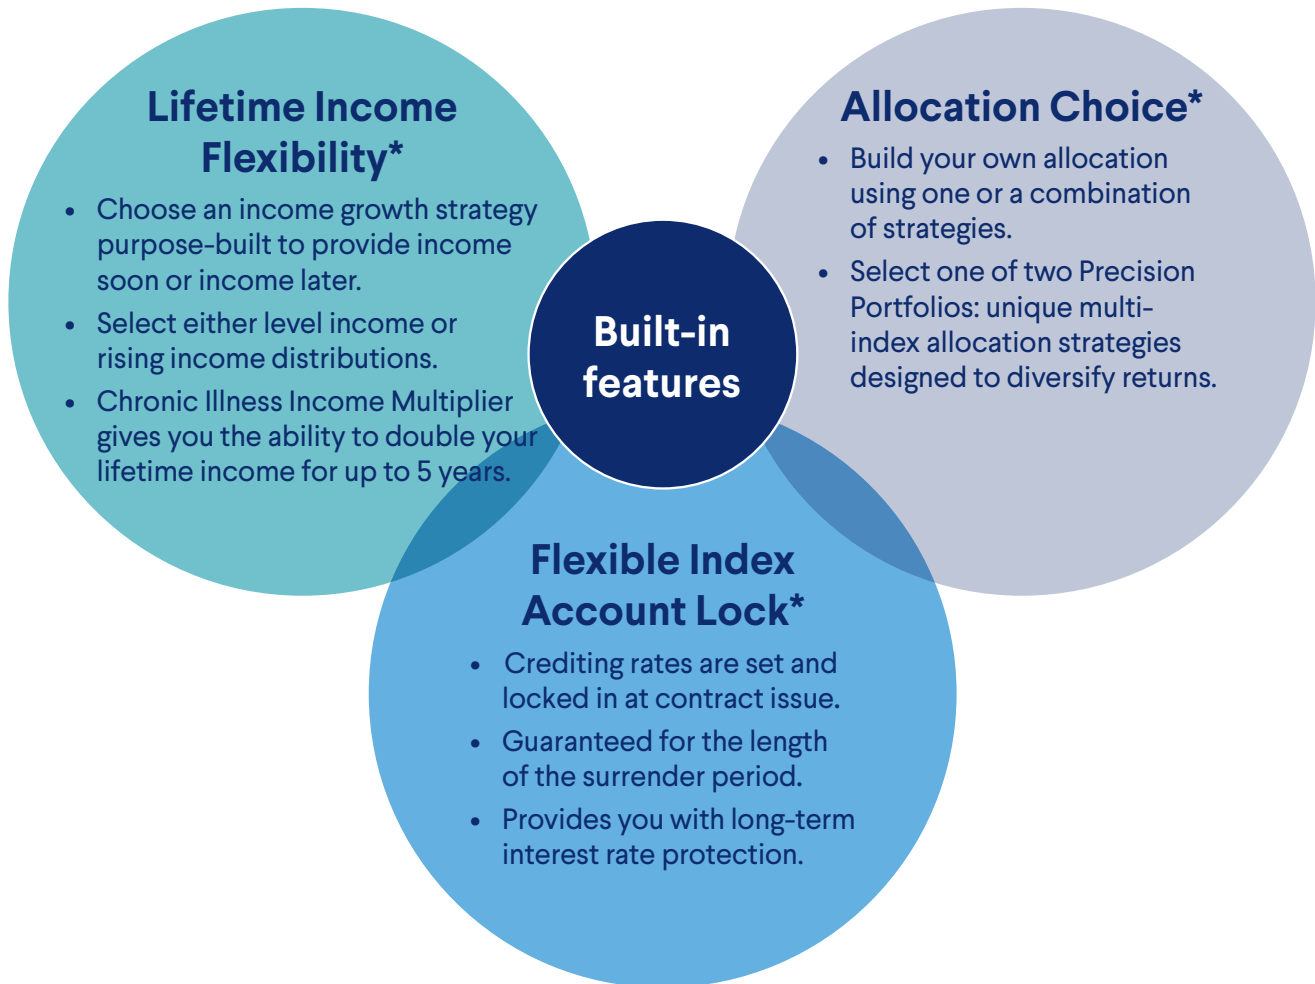 Lifetime Income
Flexibility*
• Choose an income growth strategy
purpose-built to provide income
soon or income later.
• Select either level income or
rising income distributions.
• Chronic Illness Income Multiplier
gives you the ability to double your
lifetime income for up to 5 years.
Built-in
features
Allocation Choice*
• Build your own allocation
using one or a combination
of strategies.
• Select one of two Precision
Portfolios: unique multi-
index allocation strategies
designed to diversify returns.
Flexible Index
Account Lock*
• Crediting rates are set and
locked in at contract issue.
• Guaranteed for the length
of the surrender period.
• Provides you with long-term
interest rate protection.